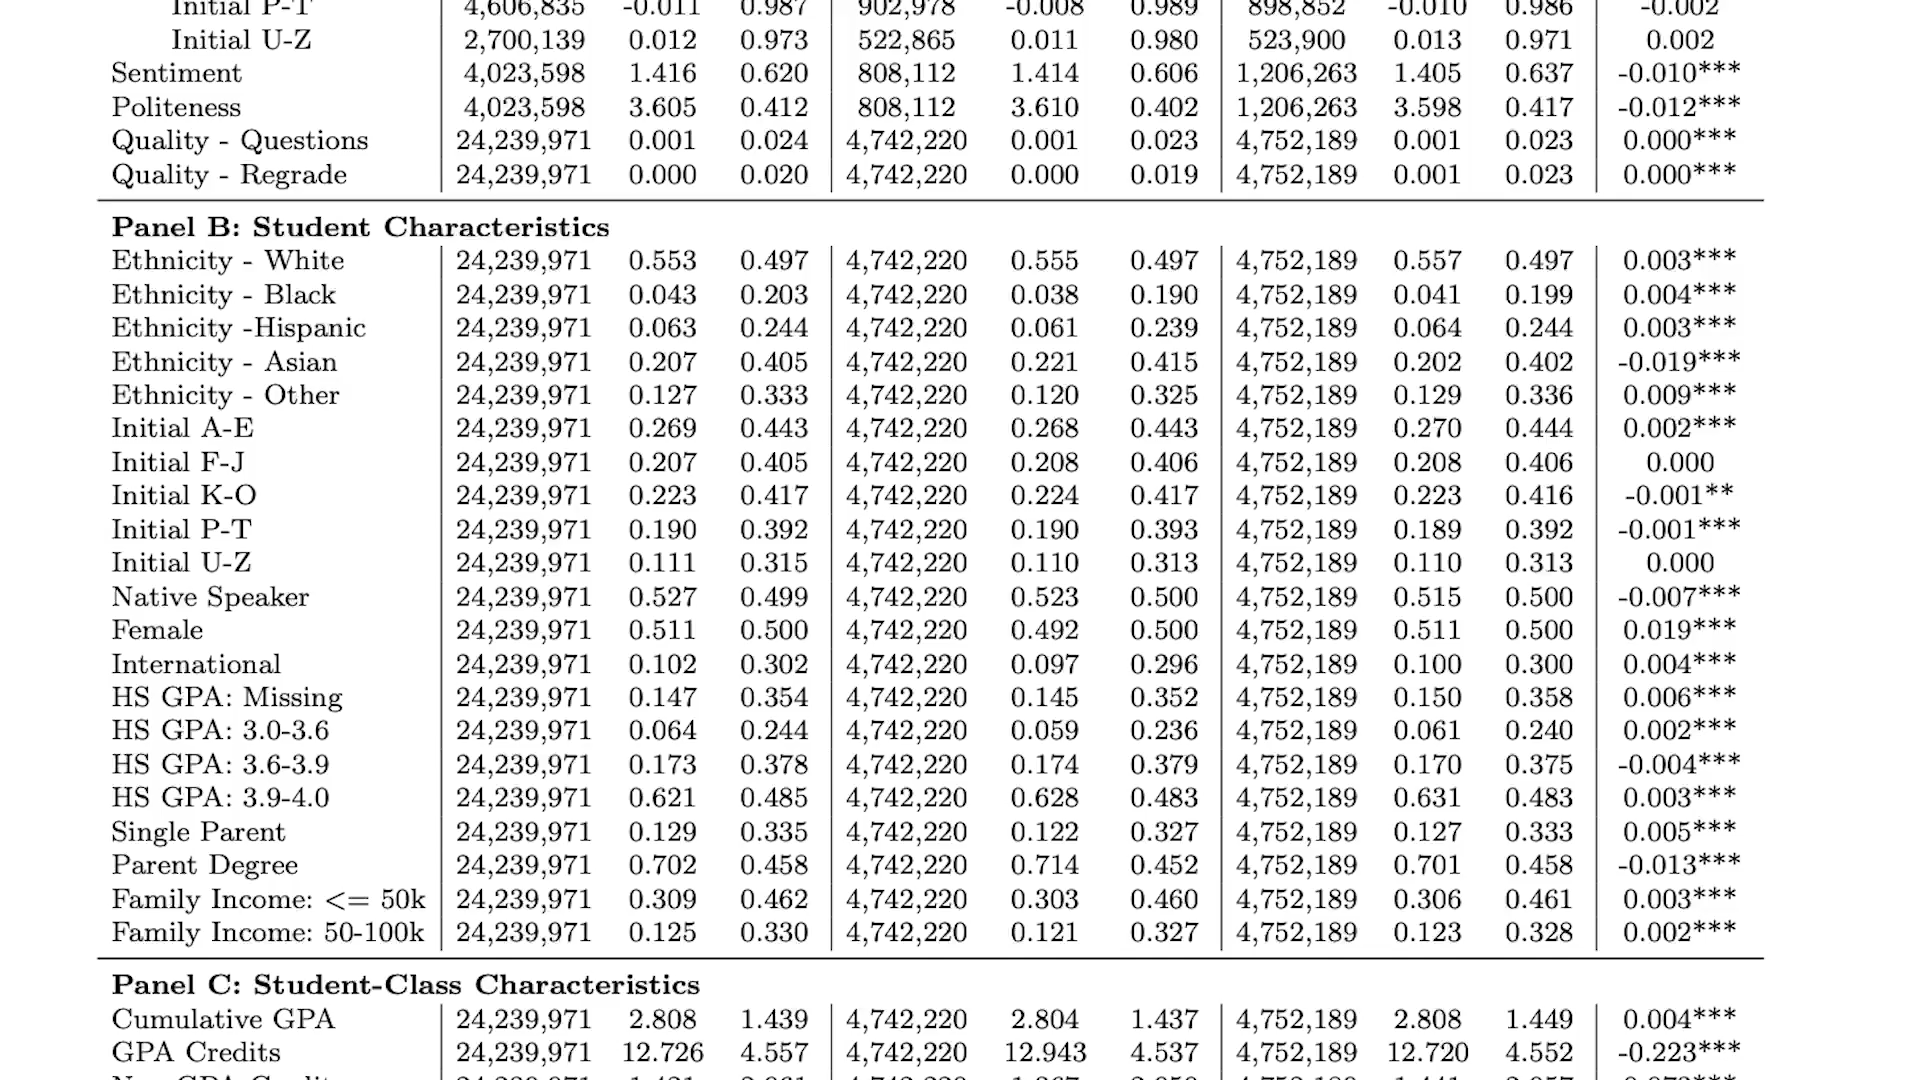 Initial P-T 4,606,835 -0.011 0.987 902,978 -0.008 0.989 898,852 -0.010 0.986 -0.002
Initial U-Z 2,700,139 0.012 0.973 522,865 0.011 0.980 523,900 0.013 0.971 0.002
Sentiment 4,023,598 1.416 0.620 808,112 1.414 0.606 1,206,263 1.405 0.637 -0.010***
Politeness 4,023,598 3.605 0.412 808,112 3.610 0.402 1,206,263 3.598 0.417 -0.012***
Quality - Questions 24,239,971 0.001 0.024 4,742,220 0.001 0.023 4,752,189 0.001 0.023 0.000***
Quality - Regrade 24,239,971 0.000 0.020 4,742,220 0.000 0.019 4,752,189 0.001 0.023 0.000***
Panel B: Student Characteristics
Ethnicity - White 24,239,971 0.553 0.497 4,742,220 0.555 0.497 4,752,189 0.557 0.497 0.003***
Ethnicity - Black 24,239,971 0.043 0.203 4,742,220 0.038 0.190 4,752,189 0.041 0.199 0.004***
Ethnicity -Hispanic 24,239,971 0.063 0.244 4,742,220 0.061 0.239 4,752,189 0.064 0.244 0.003***
Ethnicity - Asian 24,239,971 0.207 0.405 4,742,220 0.221 0.415 4,752,189 0.202 0.402 -0.019***
Ethnicity - Other 24,239,971 0.127 0.333 4,742,220 0.120 0.325 4,752,189 0.129 0.336 0.009***
Initial A-E 24,239,971 0.269 0.443 4,742,220 0.268 0.443 4,752,189 0.270 0.444 0.002***
Initial F-J 24,239,971 0.207 0.405 4,742,220 0.208 0.406 4,752,189 0.208 0.406 0.000
Initial K-O 24,239,971 0.223 0.417 4,742,220 0.224 0.417 4,752,189 0.223 0.416 -0.001**
Initial P-T 24,239,971 0.190 0.392 4,742,220 0.190 0.393 4,752,189 0.189 0.392 -0.001***
Initial U-Z 24,239,971 0.111 0.315 4,742,220 0.110 0.313 4,752,189 0.110 0.313 0.000
Native Speaker 24,239,971 0.527 0.499 4,742,220 0.523 0.500 4,752,189 0.515 0.500 -0.007***
Female 24,239,971 0.511 0.500 4,742,220 0.492 0.500 4,752,189 0.511 0.500 0.019***
International 24,239,971 0.102 0.302 4,742,220 0.097 0.296 4,752,189 0.100 0.300 0.004***
HS GPA: Missing 24,239,971 0.147 0.354 4,742,220 0.145 0.352 4,752,189 0.150 0.358 0.006***
HS GPA: 3.0-3.6 24,239,971 0.064 0.244 4,742,220 0.059 0.236 4,752,189 0.061 0.240 0.002***
HS GPA: 3.6-3.9 24,239,971 0.173 0.378 4,742,220 0.174 0.379 4,752,189 0.170 0.375 -0.004***
HS GPA: 3.9-4.0 24,239,971 0.621 0.485 4,742,220 0.628 0.483 4,752,189 0.631 0.483 0.003***
Single Parent 24,239,971 0.129 0.335 4,742,220 0.122 0.327 4,752,189 0.127 0.333 0.005***
Parent Degree 24,239,971 0.702 0.458 4,742,220 0.714 0.452 4,752,189 0.701 0.458 -0.013***
Family Income: <= 50k 24,239,971 0.309 0.462 4,742,220 0.303 0.460 4,752,189 0.306 0.461 0.003***
Family Income: 50-100k 24,239,971 0.125 0.330 4,742,220 0.121 0.327 4,752,189 0.123 0.328 0.002***
Panel C: Student-Class Characteristics
Cumulative GPA 24,239,971 2.808 1.439 4,742,220 2.804 1.437 4,752,189 2.808 1.449 0.004***
GPA Credits 24,239,971 12.726 4.557 4,742,220 12.943 4.537 4,752,189 12.720 4.552 -0.223***